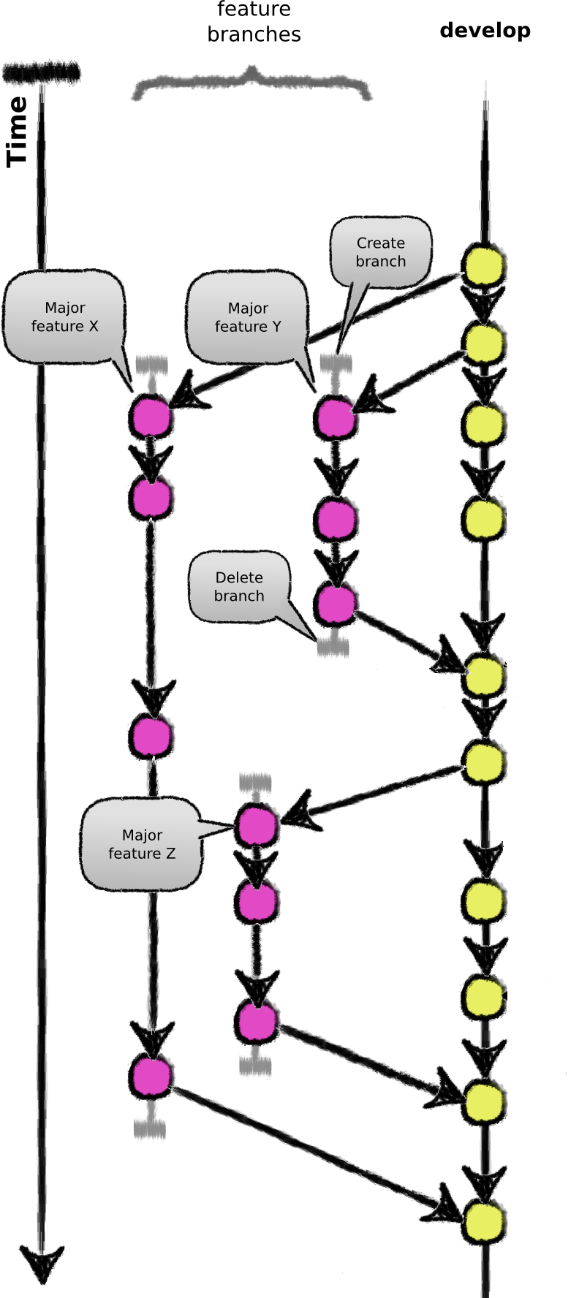 feature
branches
develop
Time
Create
branch
Major
feature X
Major
feature Y
Delete
branch
Major
feature Z